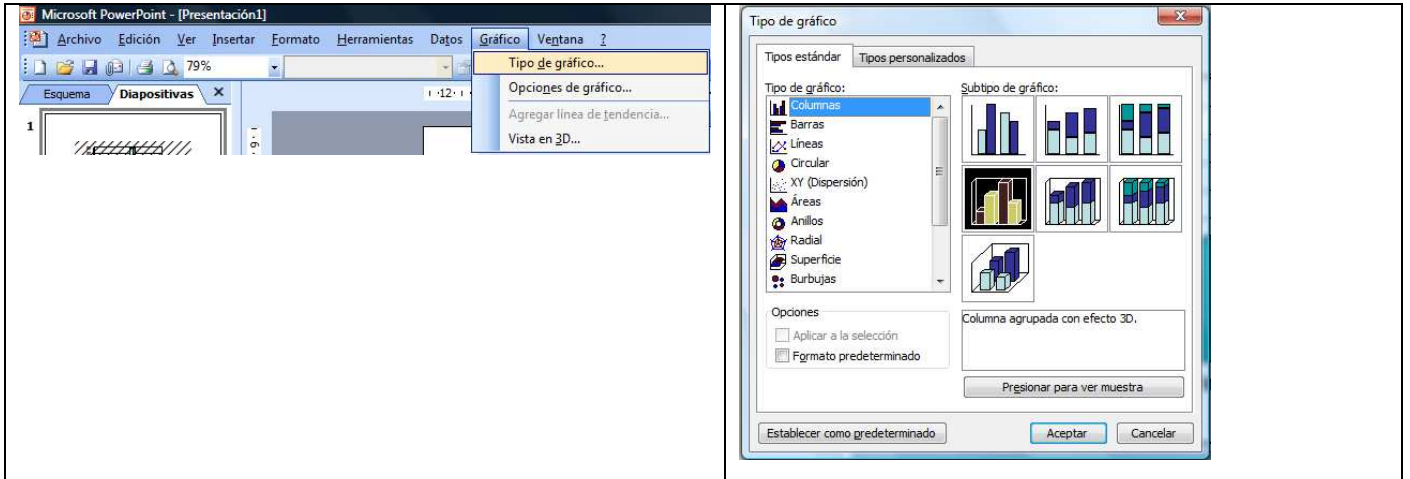 Microsoft PowerPoint - [Presentación1]
Archivo Edición Ver Insertar Formato Herramientas Datos Gráfico Ventana ?
79%
Tipo de gráfico...
Opciones de gráfico...
Agregar línea de tendencia...
Vista en 3D...
Esquema Diapositivas X
12
1
6
Tipo de gráfico
Tipos estándar Tipos personalizados
Tipo de gráfico:
Columnas
Barras
Líneas
Circular
XY (Dispersión)
Áreas
Anillos
Radial
Superficie
Burbujas
Subtipo de gráfico:
Opciones
Aplicar a la selección
Formato predeterminado
Columna agrupada con efecto 3D.
Presionar para ver muestra
Establecer como predeterminado Aceptar Cancelar